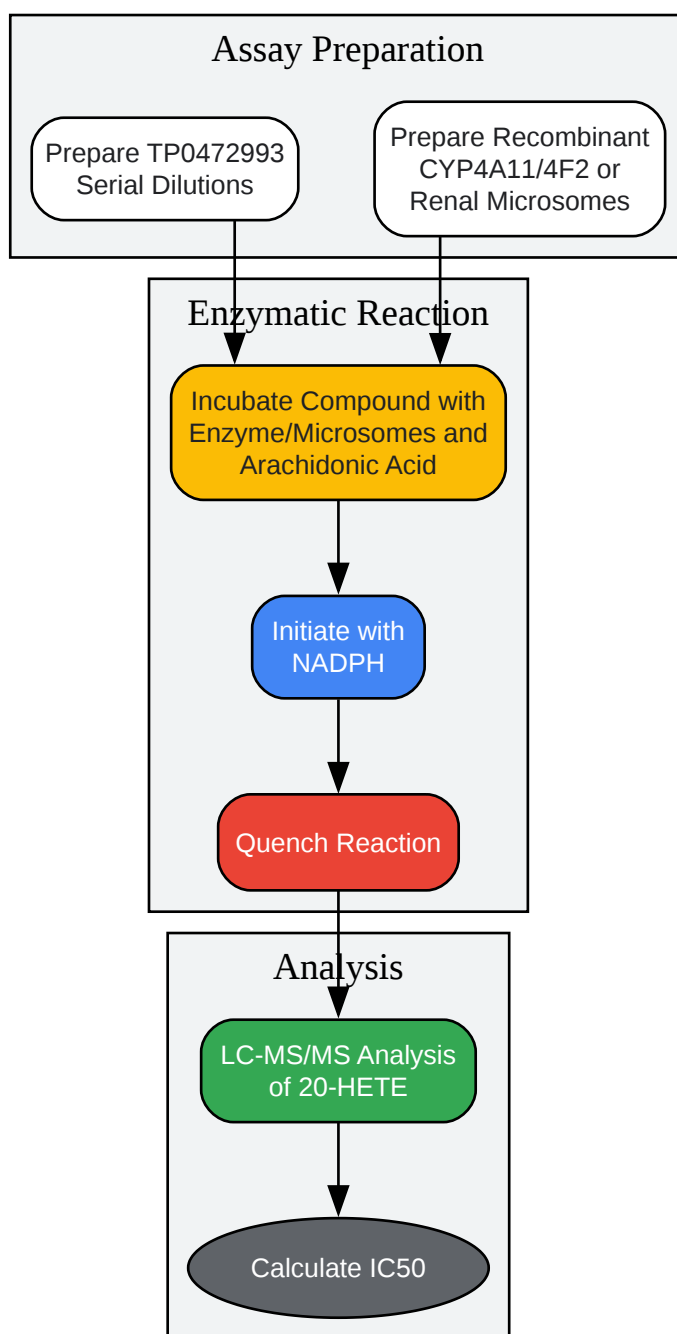 Assay Preparation
Prepare TP0472993
Serial Dilutions
Prepare Recombinant
CYP4A11/4F2 or
Renal Microsomes
Enzymatic Reaction
Incubate Compound with
Enzyme/Microsomes and
Arachidonic Acid
Initiate with
NADPH
Quench Reaction
Analysis
LC-MS/MS Analysis
of 20-HETE
Calculate IC50